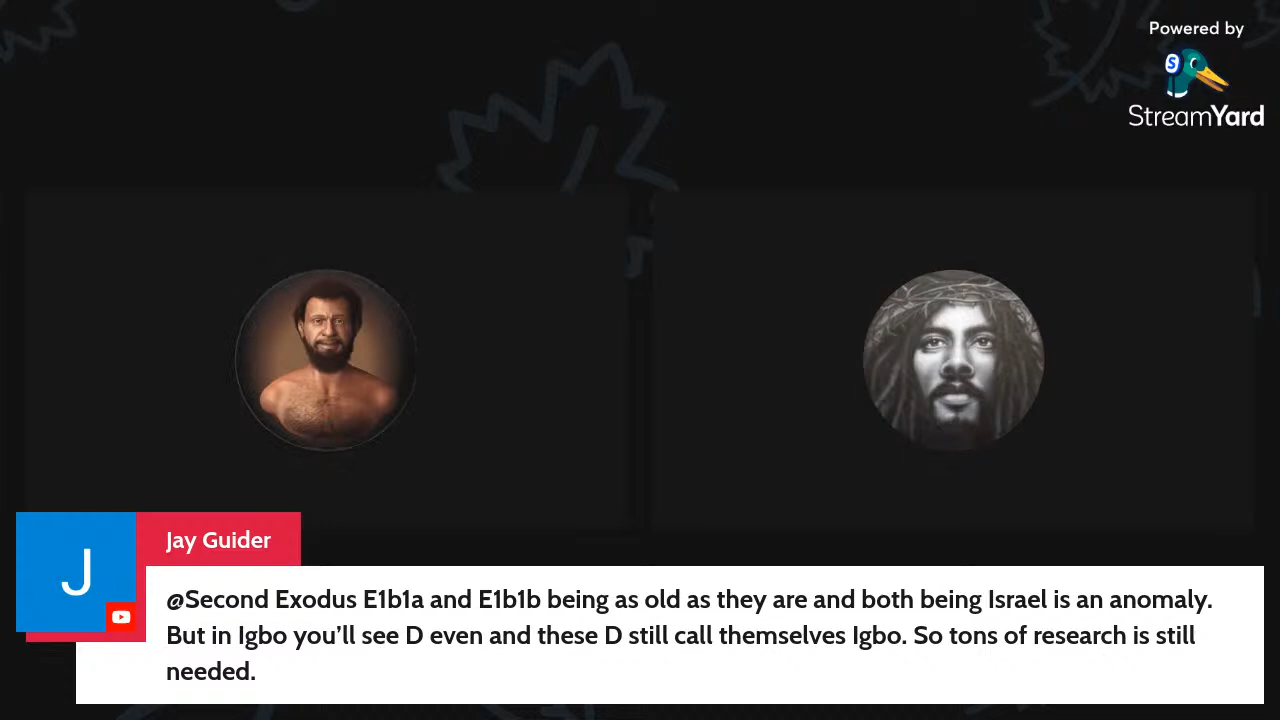 Powered by
S
StreamYard
J
Jay Guider
@Second Exodus E1b1a and E1b1b being as old as they are and both being Israel is an anomaly.
But in Igbo you’ll see D even and these D still call themselves Igbo. So tons of research is still
needed.